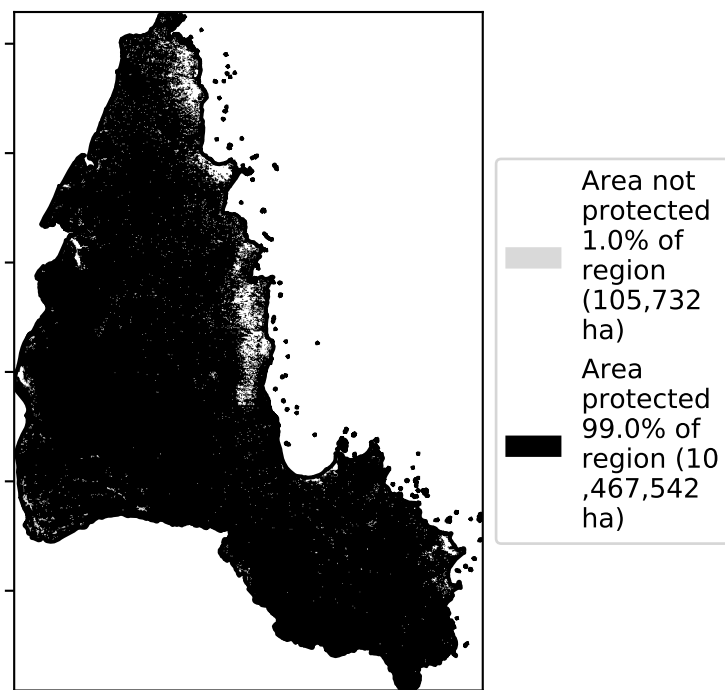 Area not
protected
1.0% of
region
(105,732
ha)
Area
protected
99.0% of
region (10
,467,542
ha)